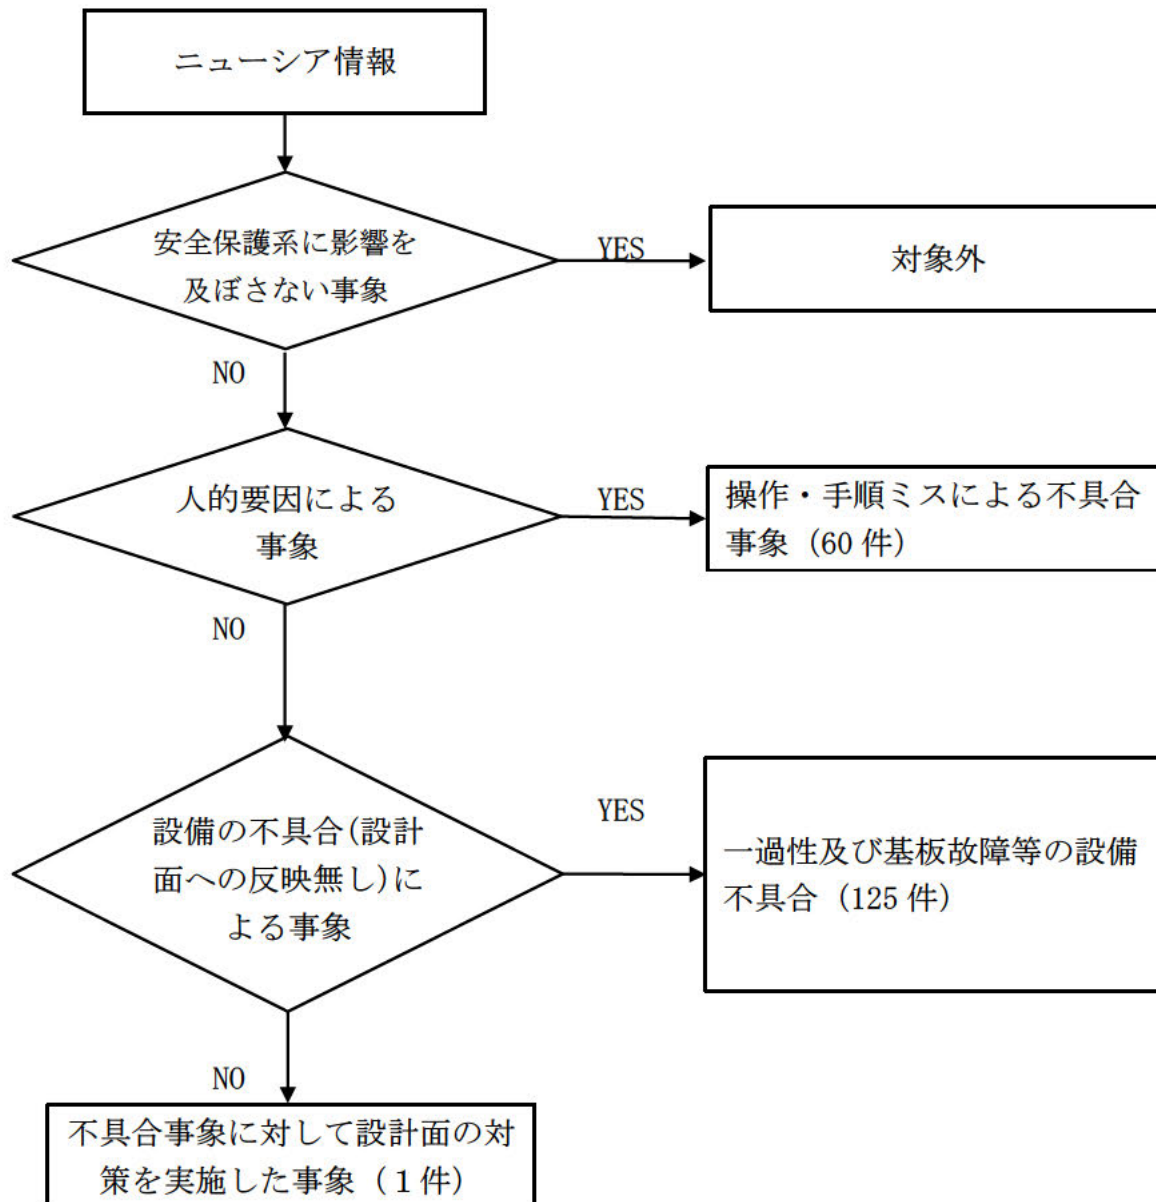 ニューシア情報
安全保護系に影響を
及ぼさない事象
YES
対象外
NO
人的要因による
事象
YES
操作・手順ミスによる不具合
事象（60 件）
NO
設備の不具合(設計
面への反映無し)に
よる事象
YES
一過性及び基板故障等の設備
不具合（125 件）
NO
不具合事象に対して設計面の対
策を実施した事象（１件）